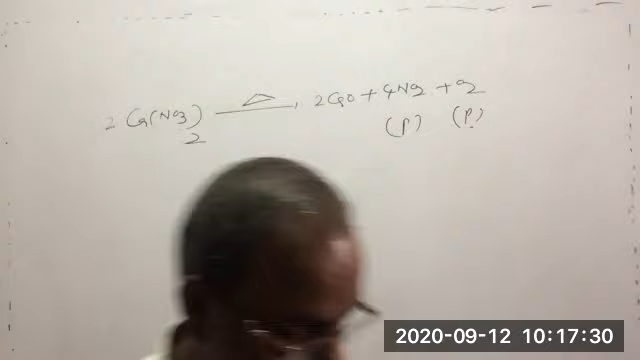 2 Ca(NO3)2 —Δ→ 2CaO + 4NO2 + O2
(P) (P)
2020-09-12 10:17:30